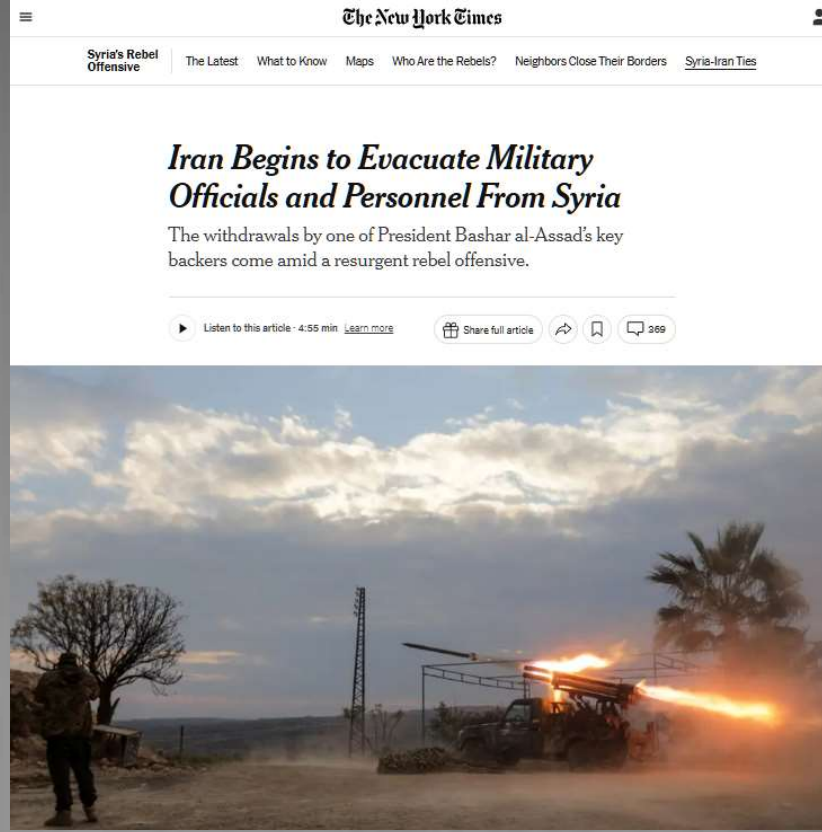 The New York Times
Syria's Rebel
Offensive
The Latest
What to Know
Maps
Who Are the Rebels?
Neighbors Close Their Borders
Syria-Iran Ties
Iran Begins to Evacuate Military
Officials and Personnel From Syria
The withdrawals by one of President Bashar al-Assad's key
backers come amid a resurgent rebel offensive.
Listen to this article · 4:55 min Learn more
Share full article
369